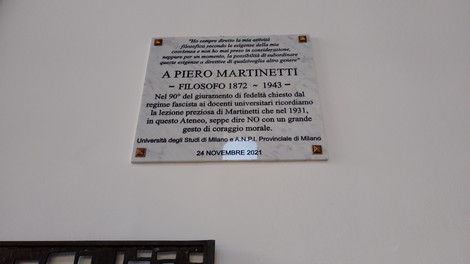 "Ho sempre diretto la mia attività
filosofica secondo le esigenze della mia
coscienza e non ho mai preso in considerazione,
neppure per un momento, la possibilità di subordinare
queste esigenze a direttive di qualsivoglia altro genere"
A PIERO MARTINETTI
– FILOSOFO 1872 – 1943 –
Nel 90° del giuramento di fedeltà chiesto dal
regime fascista ai docenti universitari ricordiamo
la lezione preziosa di Martinetti che nel 1931,
in questo Ateneo, seppe dire NO con un grande
gesto di coraggio morale.
Università degli Studi di Milano e A.N.P.I. Provinciale di Milano
24 NOVEMBRE 2021